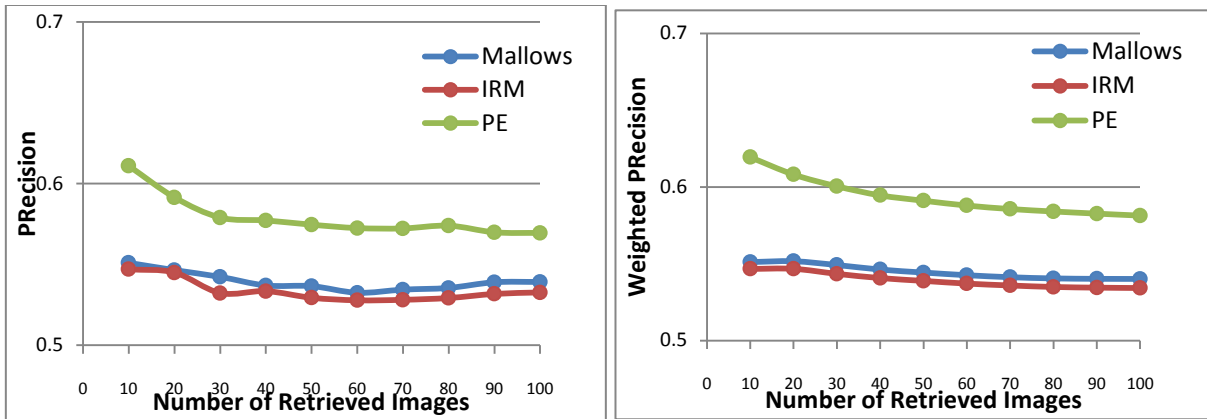 0.7
Mallows
IRM
PE
PRecision
0.6
0.5
0 10 20 30 40 50 60 70 80 90 100
Number of Retrieved Images
0.7
Mallows
IRM
PE
Weighted PRecision
0.6
0.5
0 10 20 30 40 50 60 70 80 90 100
Number of Retrieved Images